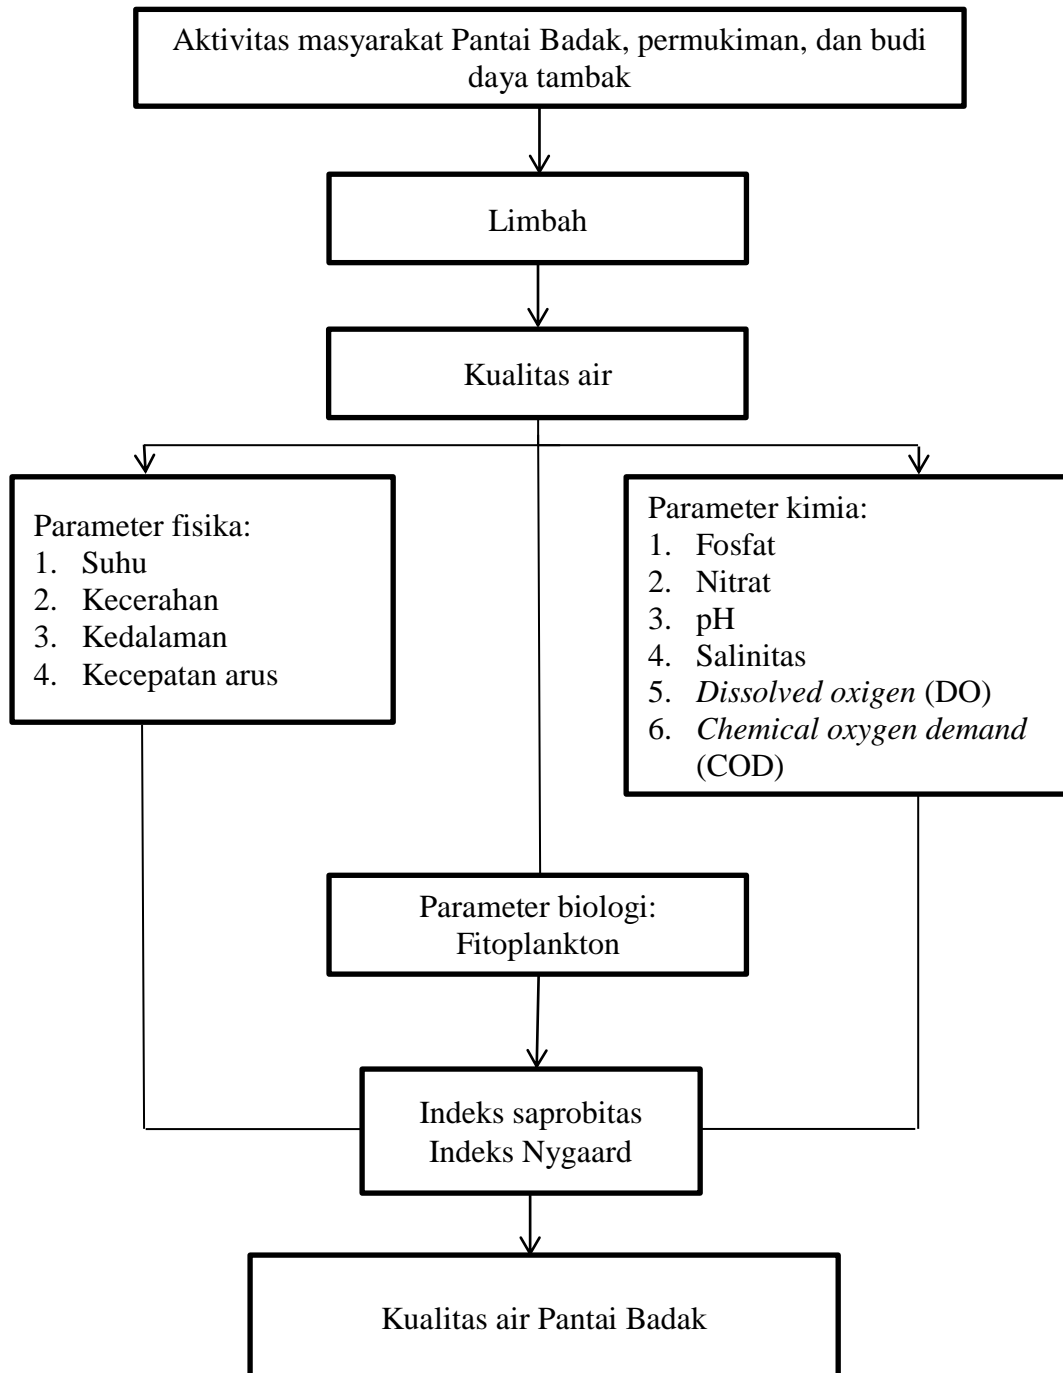 Aktivitas masyarakat Pantai Badak, permukiman, dan budi
daya tambak
Limbah
Kualitas air
Parameter fisika:
1. Suhu
2. Kecerahan
3. Kedalaman
4. Kecepatan arus
Parameter kimia:
1. Fosfat
2. Nitrat
3. pH
4. Salinitas
5. Dissolved oxigen (DO)
6. Chemical oxygen demand
(COD)
Parameter biologi:
Fitoplankton
Indeks saprobitas
Indeks Nygaard
Kualitas air Pantai Badak